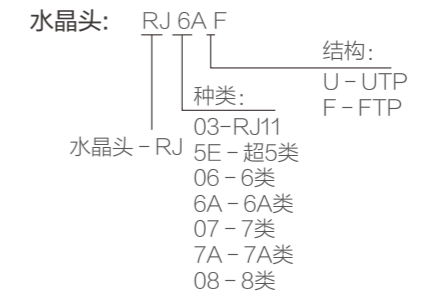 水晶头: RJ 6A F
结构:
U – UTP
F – FTP
种类:
03-RJ11
水晶头 – RJ
5E – 超5类
06 – 6类
6A – 6A类
07 – 7类
7A – 7A类
08 – 8类